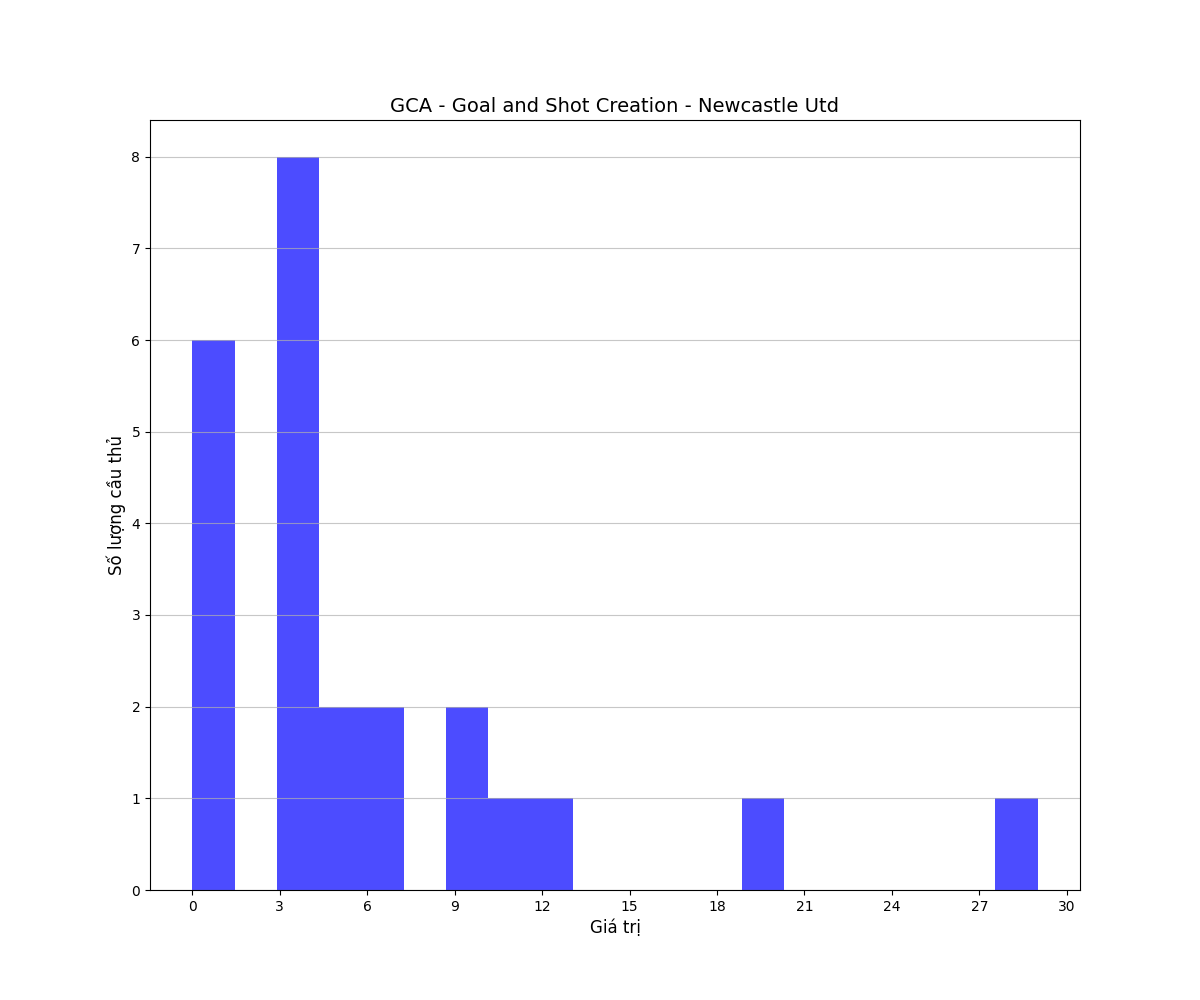 GCA - Goal and Shot Creation - Newcastle Utd
8
7
6
5
4
3
2
1
0
Số lượng cầu thủ
0 3 6 9 12 15 18 21 24 27 30
Giá trị